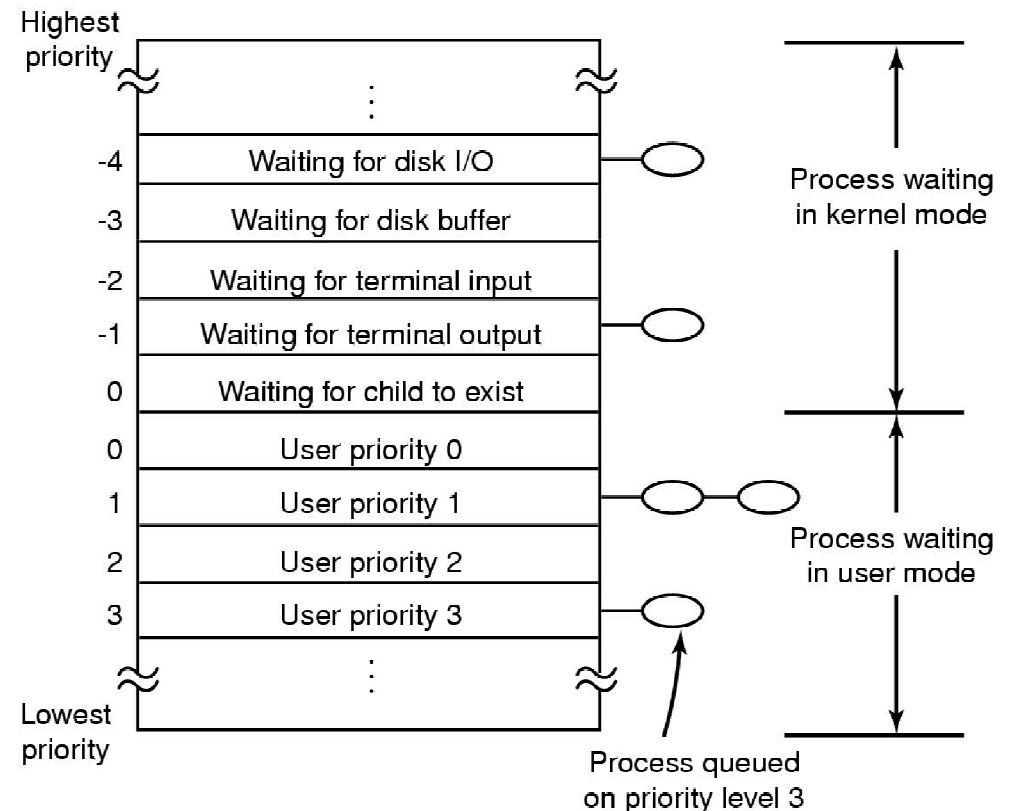 Highest
priority
-4 Waiting for disk I/O
-3 Waiting for disk buffer
-2 Waiting for terminal input
-1 Waiting for terminal output
0 Waiting for child to exist
0 User priority 0
1 User priority 1
2 User priority 2
3 User priority 3
Lowest
priority
Process waiting
in kernel mode
Process waiting
in user mode
Process queued
on priority level 3